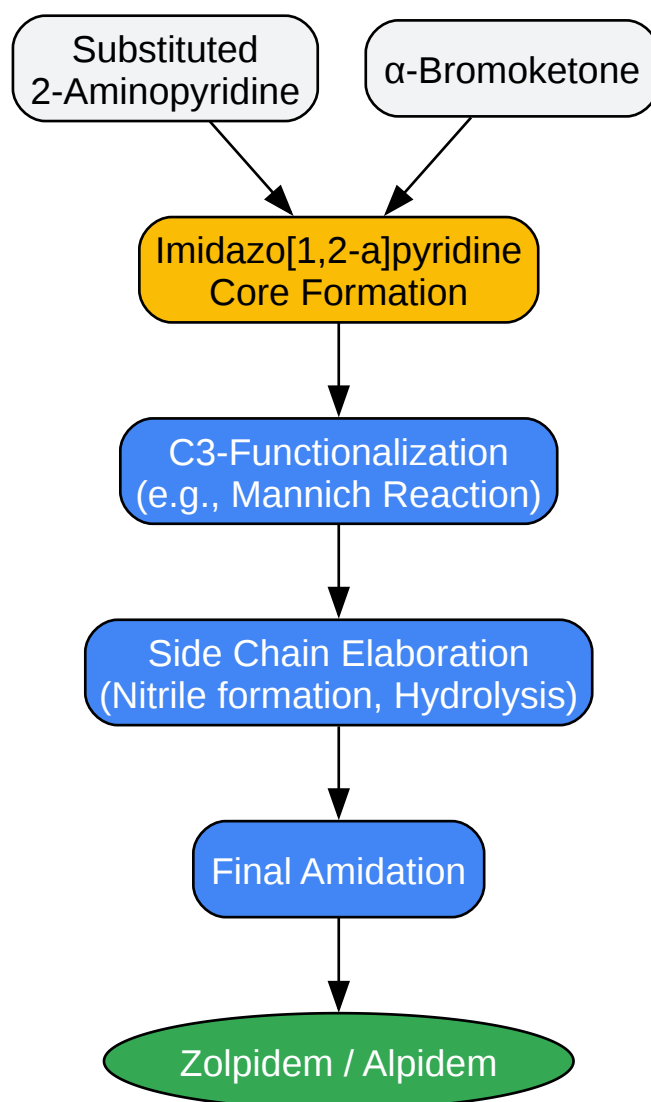 Substituted
2-Aminopyridine
α-Bromoketone
Imidazo[1,2-a]pyridine
Core Formation
C3-Functionalization
(e.g., Mannich Reaction)
Side Chain Elaboration
(Nitrile formation, Hydrolysis)
Final Amidation
Zolpidem / Alpidem